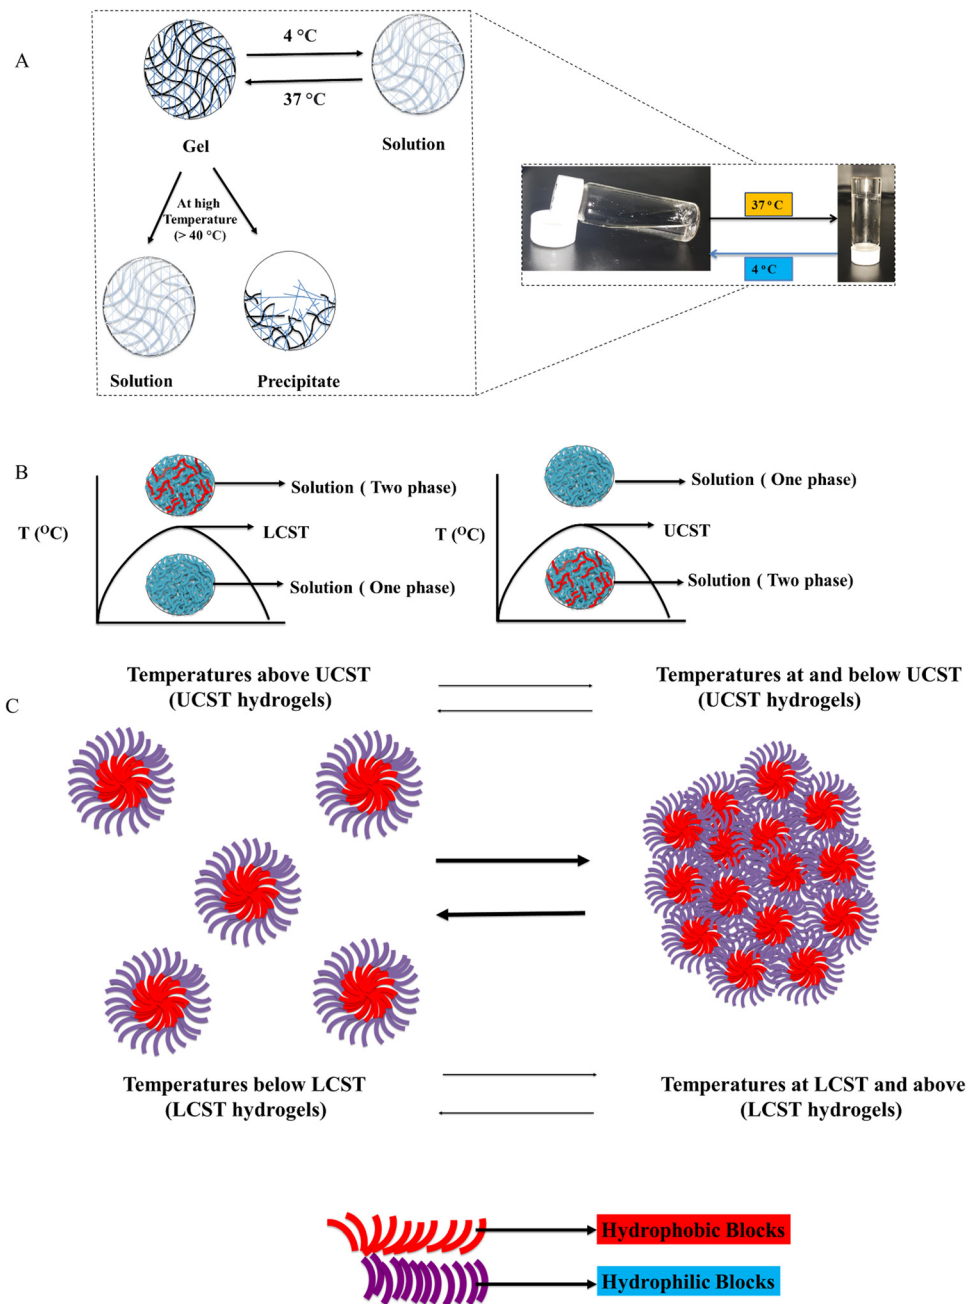 A
4 °C
37 °C
Gel
Solution
At high
Temperature
(> 40 °C)
Solution
Precipitate
37 ° C
4 ° C
B
T (°C)
Solution ( Two phase)
LCST
Solution ( One phase)
T (°C)
Solution ( One phase)
UCST
Solution ( Two phase)
C
Temperatures above UCST
(UCST hydrogels)
Temperatures at and below UCST
(UCST hydrogels)
Temperatures below LCST
(LCST hydrogels)
Temperatures at LCST and above
(LCST hydrogels)
Hydrophobic Blocks
Hydrophilic Blocks